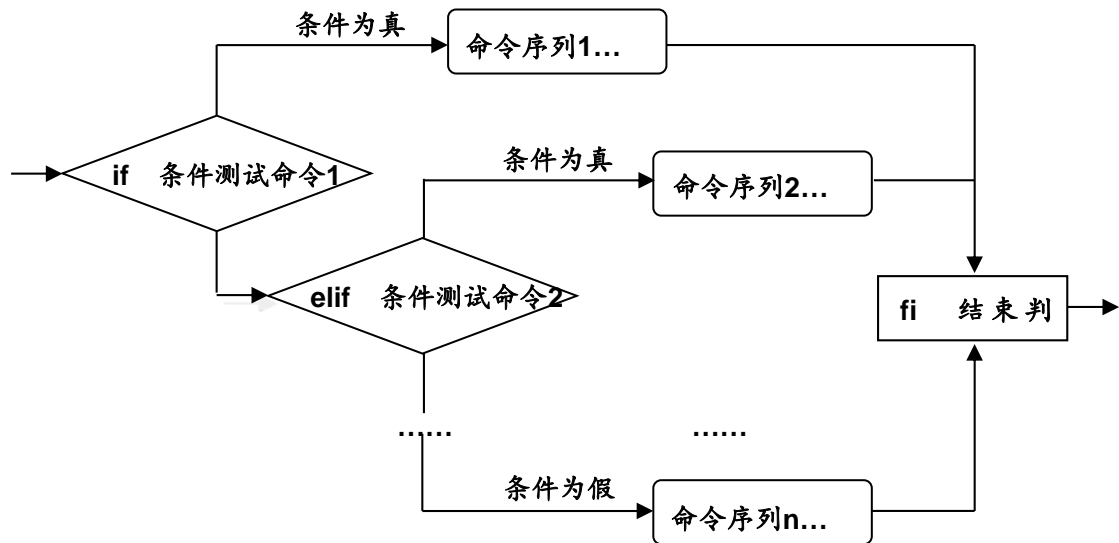 条件为真
命令序列1...
if 条件测试命令1
条件为真
命令序列2...
elif 条件测试命令2
fi 结束判
...... ......
条件为假
命令序列n...